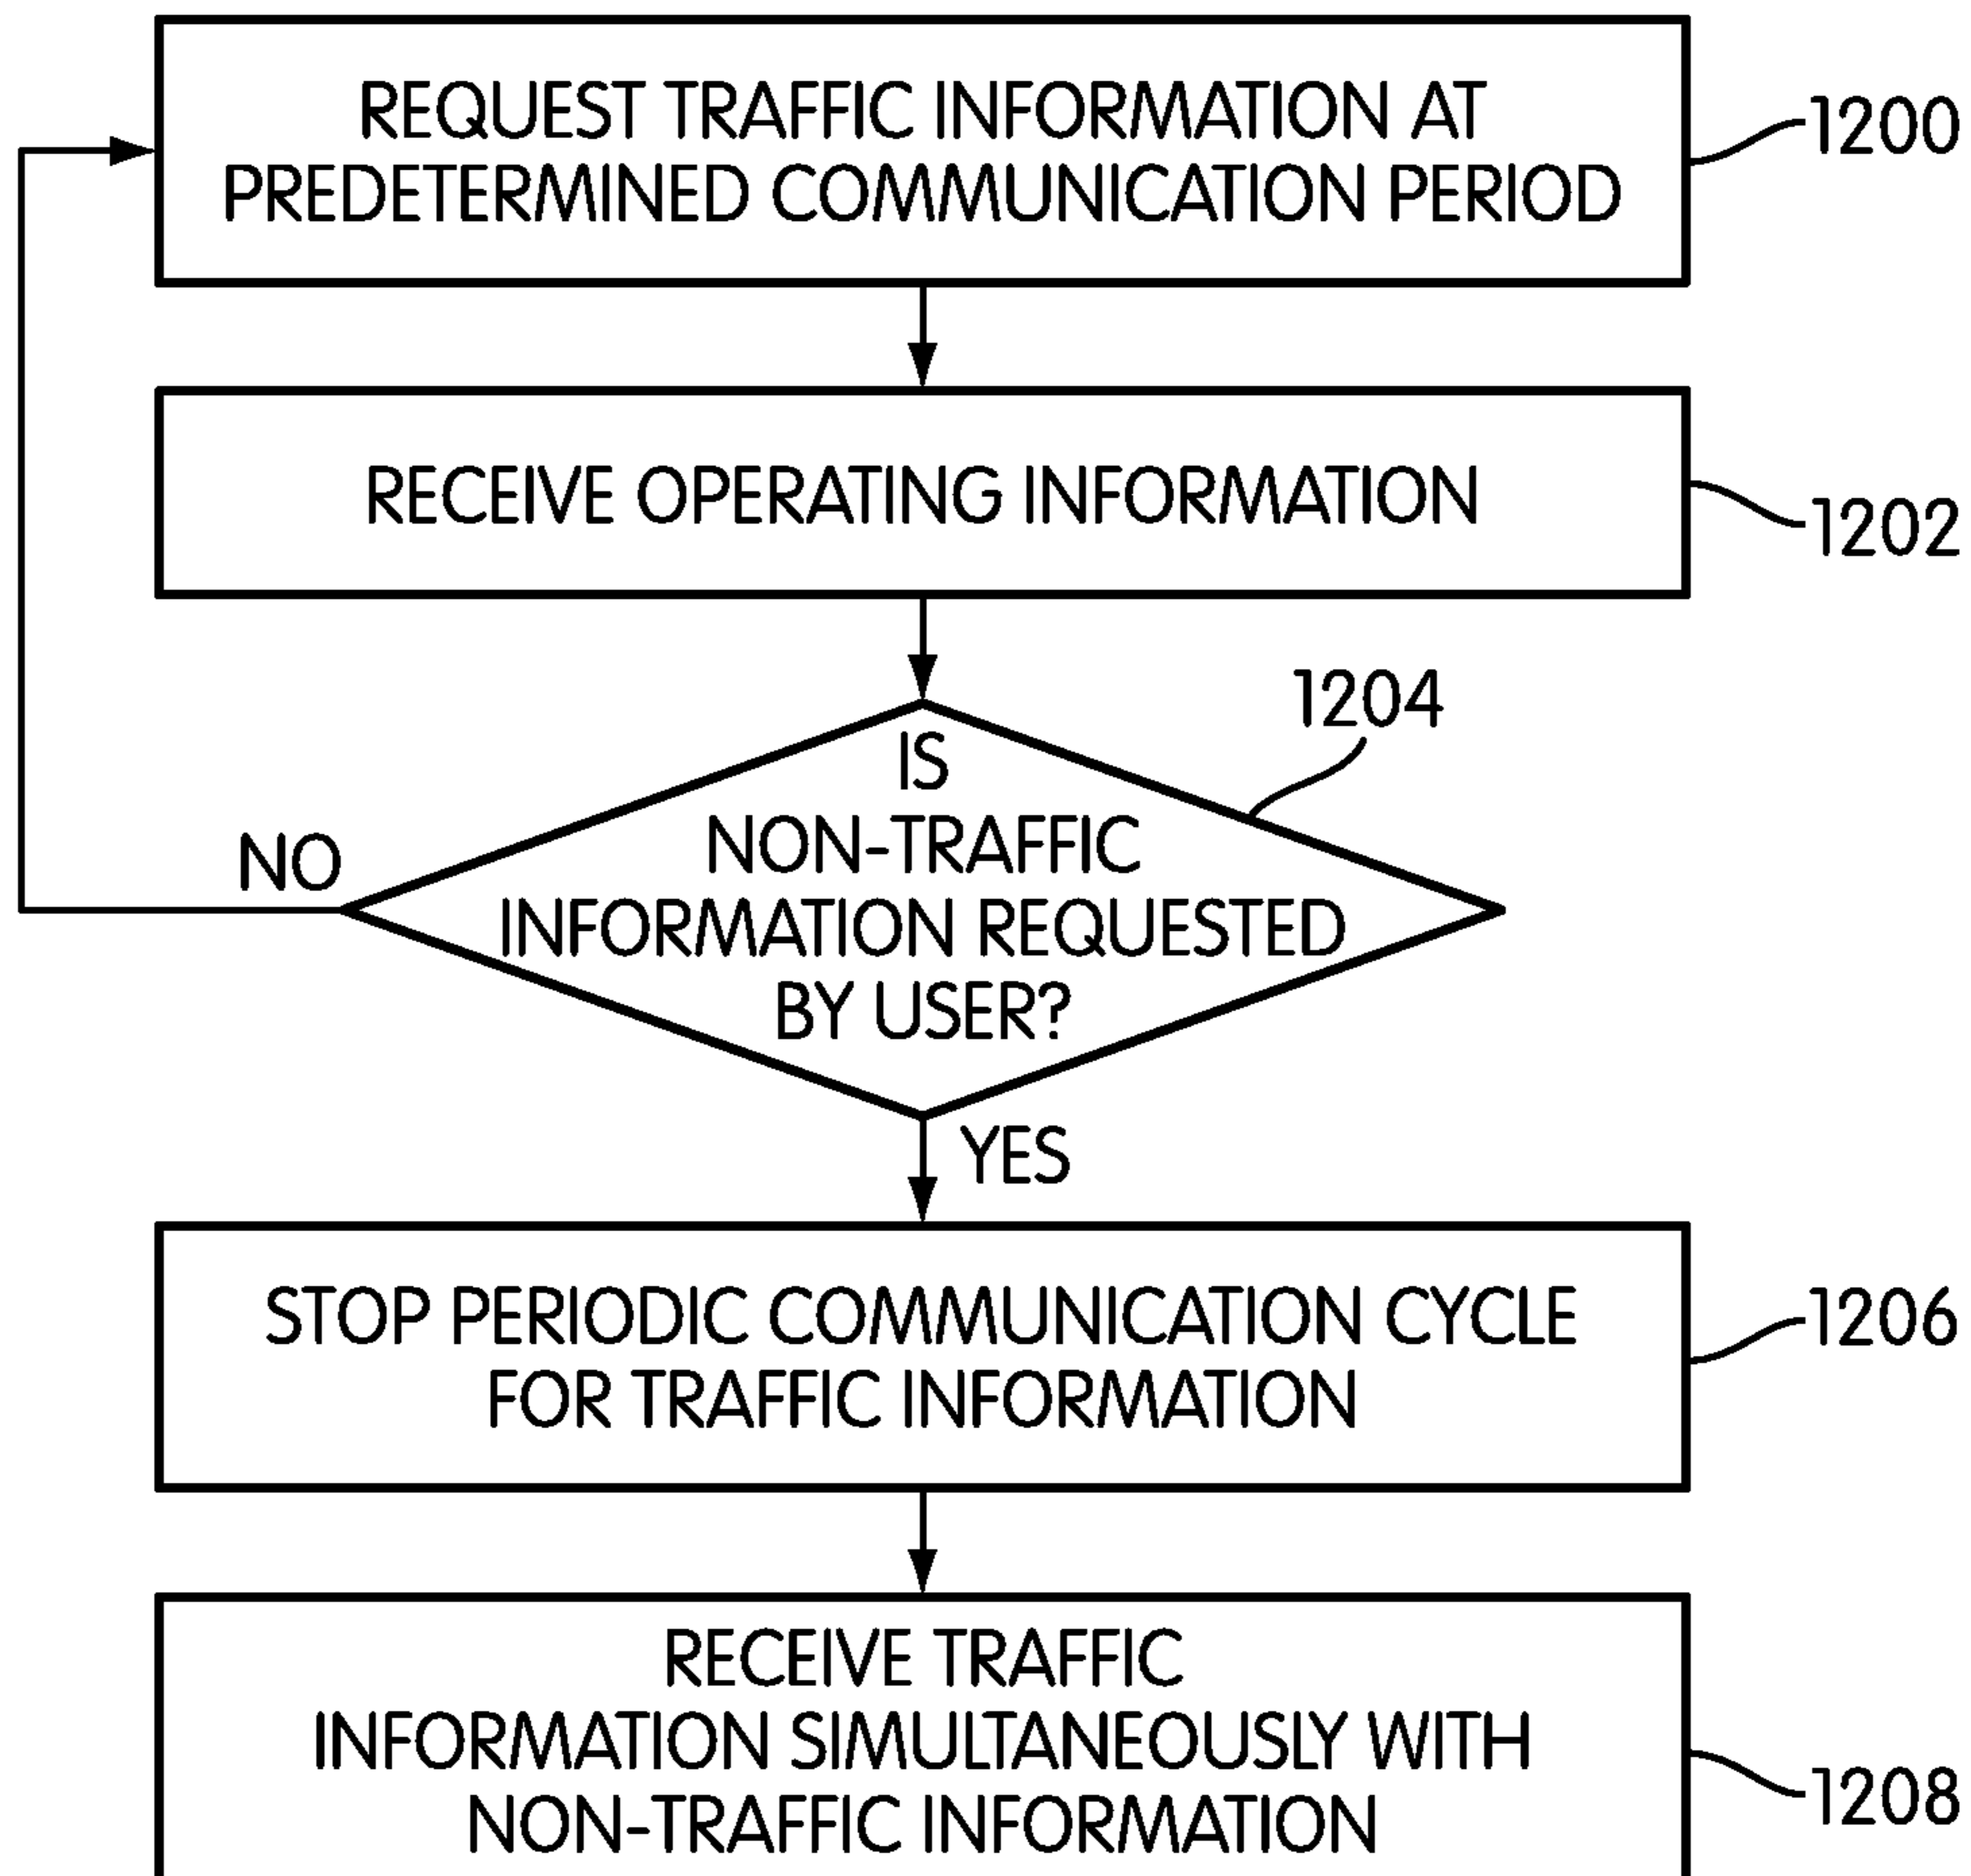 REQUEST TRAFFIC INFORMATION AT
PREDETERMINED COMMUNICATION PERIOD
1200
RECEIVE OPERATING INFORMATION
1202
1204
IS
NON-TRAFFIC
INFORMATION REQUESTED
BY USER?
NO
YES
STOP PERIODIC COMMUNICATION CYCLE
FOR TRAFFIC INFORMATION
1206
RECEIVE TRAFFIC
INFORMATION SIMULTANEOUSLY WITH
NON-TRAFFIC INFORMATION
1208